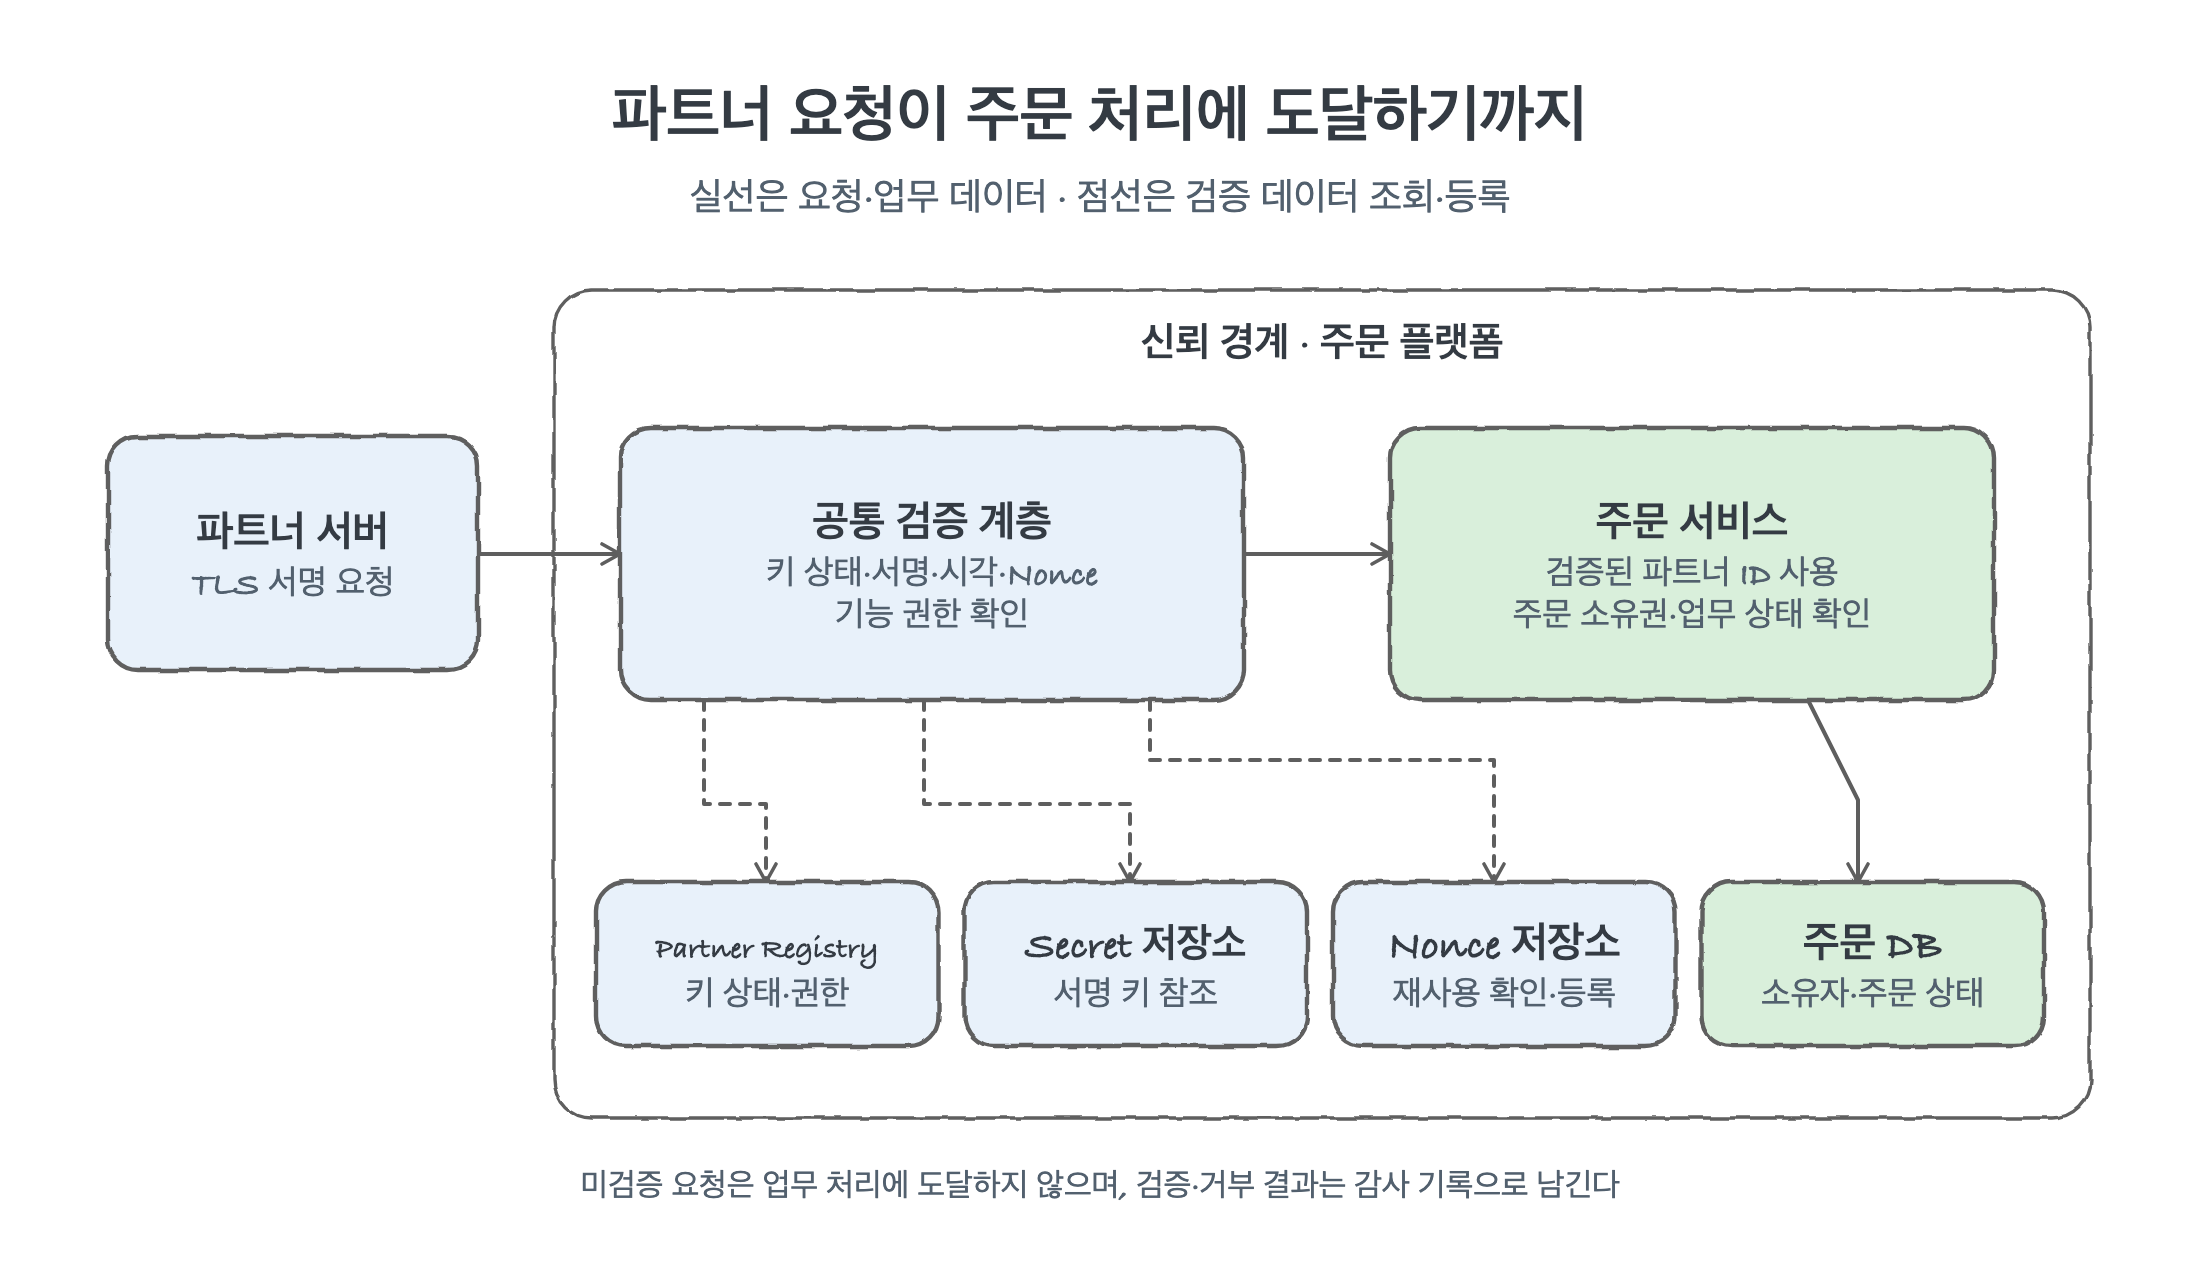 파트너 요청이 주문 처리에 도달하기까지
실선은 요청·업무 데이터 · 점선은 검증 데이터 조회·등록
신뢰 경계 · 주문 플랫폼
파트너 서버
TLS 서명 요청
공통 검증 계층
키 상태·서명·시각·Nonce
기능 권한 확인
주문 서비스
검증된 파트너 ID 사용
주문 소유권·업무 상태 확인
Partner Registry
키 상태·권한
Secret 저장소
서명 키 참조
Nonce 저장소
재사용 확인·등록
주문 DB
소유자·주문 상태
미검증 요청은 업무 처리에 도달하지 않으며, 검증·거부 결과는 감사 기록으로 남긴다